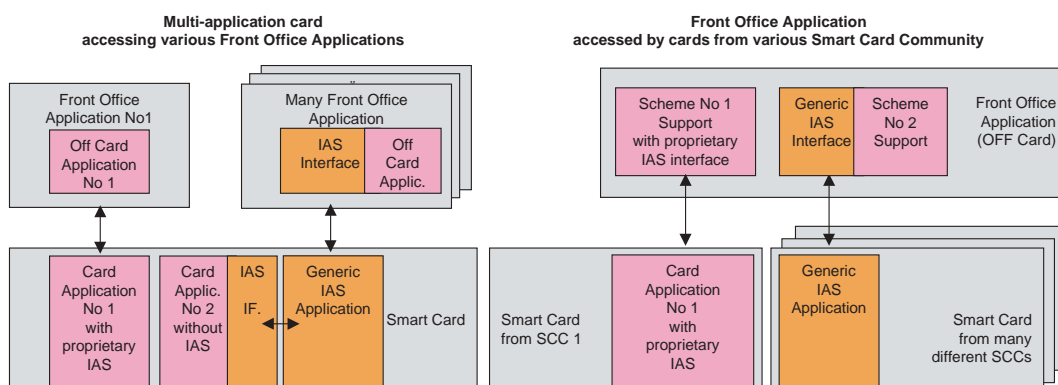 Multi-application card
accessing various Front Office Applications
Front Office Application
accessed by cards from various Smart Card Community
Front Office
Application No1
Off Card
Application
No 1
¨
Many Front Office
Application
IAS
Interface
Off
Card
Applic.
Scheme No 1
Support
with proprietary
IAS interface
Generic
IAS
Interface
Scheme
No 2
Support
Front Office
Application
(OFF Card)
Card
Application
No 1
with
proprietary
IAS
Card
Applic.
No 2
without
IAS
IAS
IF.
Generic
IAS
Application
Smart Card
Smart Card
from SCC 1
Card
Application
No 1
with
proprietary
IAS
Generic
IAS
Application
Smart Card
from many
different SCCs